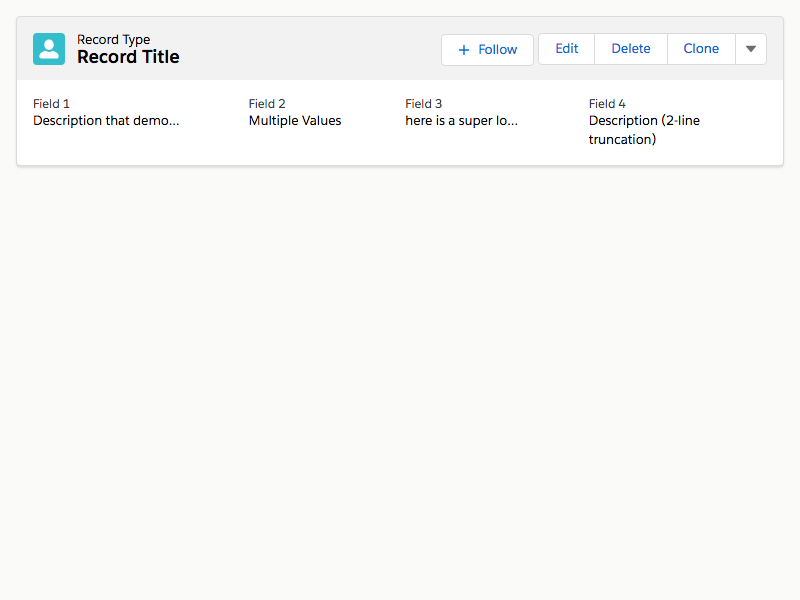 Record Type
Record Title
Follow
Edit
Delete
Clone
Field 1
Description that demo...
Field 2
Multiple Values
Field 3
here is a super lo...
Field 4
Description (2-line
truncation)